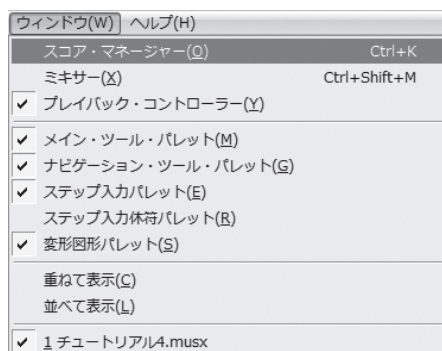 ウィンドウ(W) ヘルプ(H)
スコア・マネージャー(O) Ctrl+K
ミキサー(X) Ctrl+Shift+M
プレイバック・コントローラー(Y)
メイン・ツール・パレット(M)
ナビゲーション・ツール・パレット(G)
ステップ入力パレット(E)
ステップ入力休符パレット(R)
変形図形パレット(S)
重ねて表示(C)
並べて表示(L)
1 チュートリアル4.musx